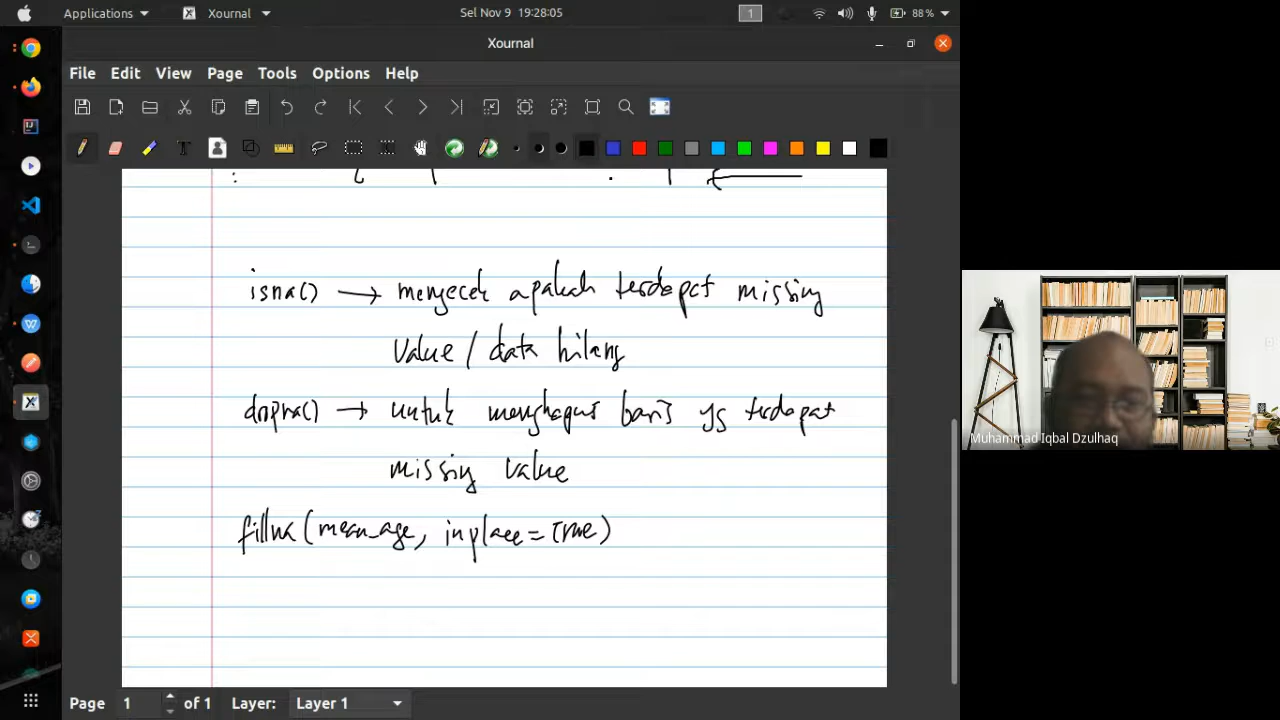 Applications Xournal Sel Nov 9 19:28:05 1 88 %
Xournal
File Edit View Page Tools Options Help
isna() → mengecek apakah terdapat missing
value / data hilang
dropna() → untuk menghapus baris yg terdapat
missing value
fillna(mean_age, inplace=True)
Muhammad Iqbal Dzulhaq
Page 1 of 1 Layer: Layer 1